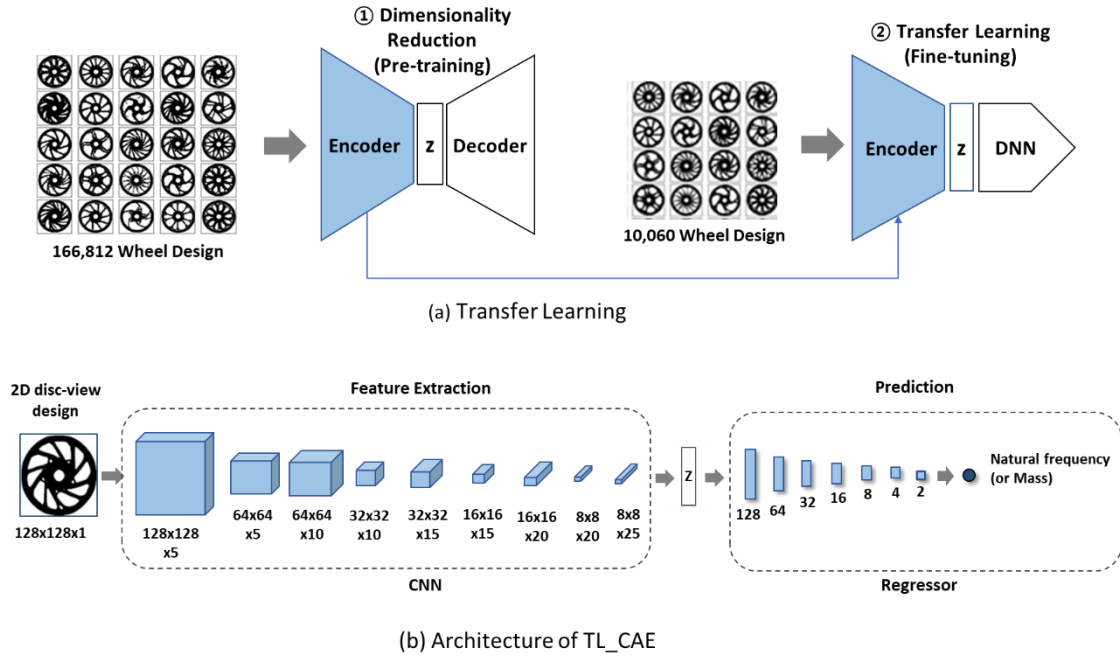 ① Dimensionality
Reduction
(Pre-training)
② Transfer Learning
(Fine-tuning)
Encoder
z
Decoder
Encoder
z
DNN
166,812 Wheel Design
10,060 Wheel Design
(a) Transfer Learning
2D disc-view
design
Feature Extraction
Prediction
128x128x1
128x128
x5
64x64
x5
64x64
x10
32x32
x10
32x32
x15
16x16
x15
16x16
x20
8x8
x20
8x8
x25
z
128
64
32
16
8
4
2
Natural frequency
(or Mass)
CNN
Regressor
(b) Architecture of TL_CAE